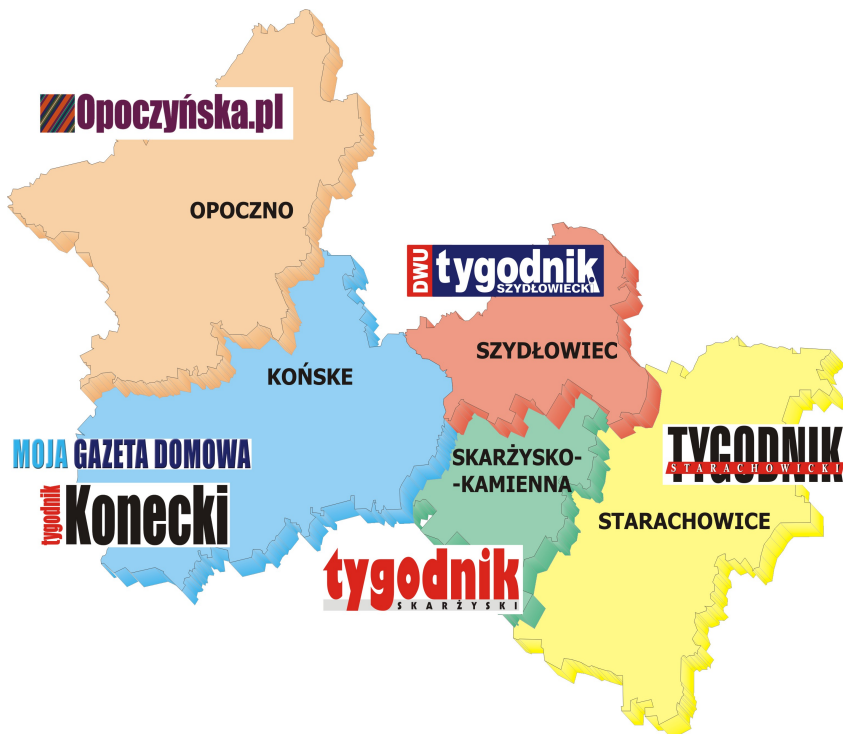 Opoczyńska.pl
OPOCZNO
DWU tygodnik
SZYDŁOWIECKI
SZYDŁOWIEC
KOŃSKE
MOJA GAZETA DOMOWA
tygodnik Konecki
SKARŻYSKO-
-KAMIENNA
TYGODNIK
STARACHOWICKI
STARACHOWICE
tygodnik
SKARŻYSKI